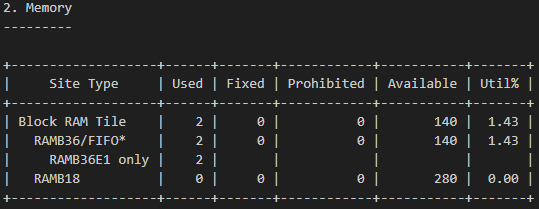 2. Memory
---------
+-------------------+------+-------+------------+-----------+-------+
|     Site Type     | Used | Fixed | Prohibited | Available | Util% |
+-------------------+------+-------+------------+-----------+-------+
| Block RAM Tile    |    2 |     0 |          0 |       140 |  1.43 |
|   RAMB36/FIFO*    |    2 |     0 |          0 |       140 |  1.43 |
|     RAMB36E1 only |    2 |       |            |           |       |
|   RAMB18          |    0 |     0 |          0 |       280 |  0.00 |
+-------------------+------+-------+------------+-----------+-------+